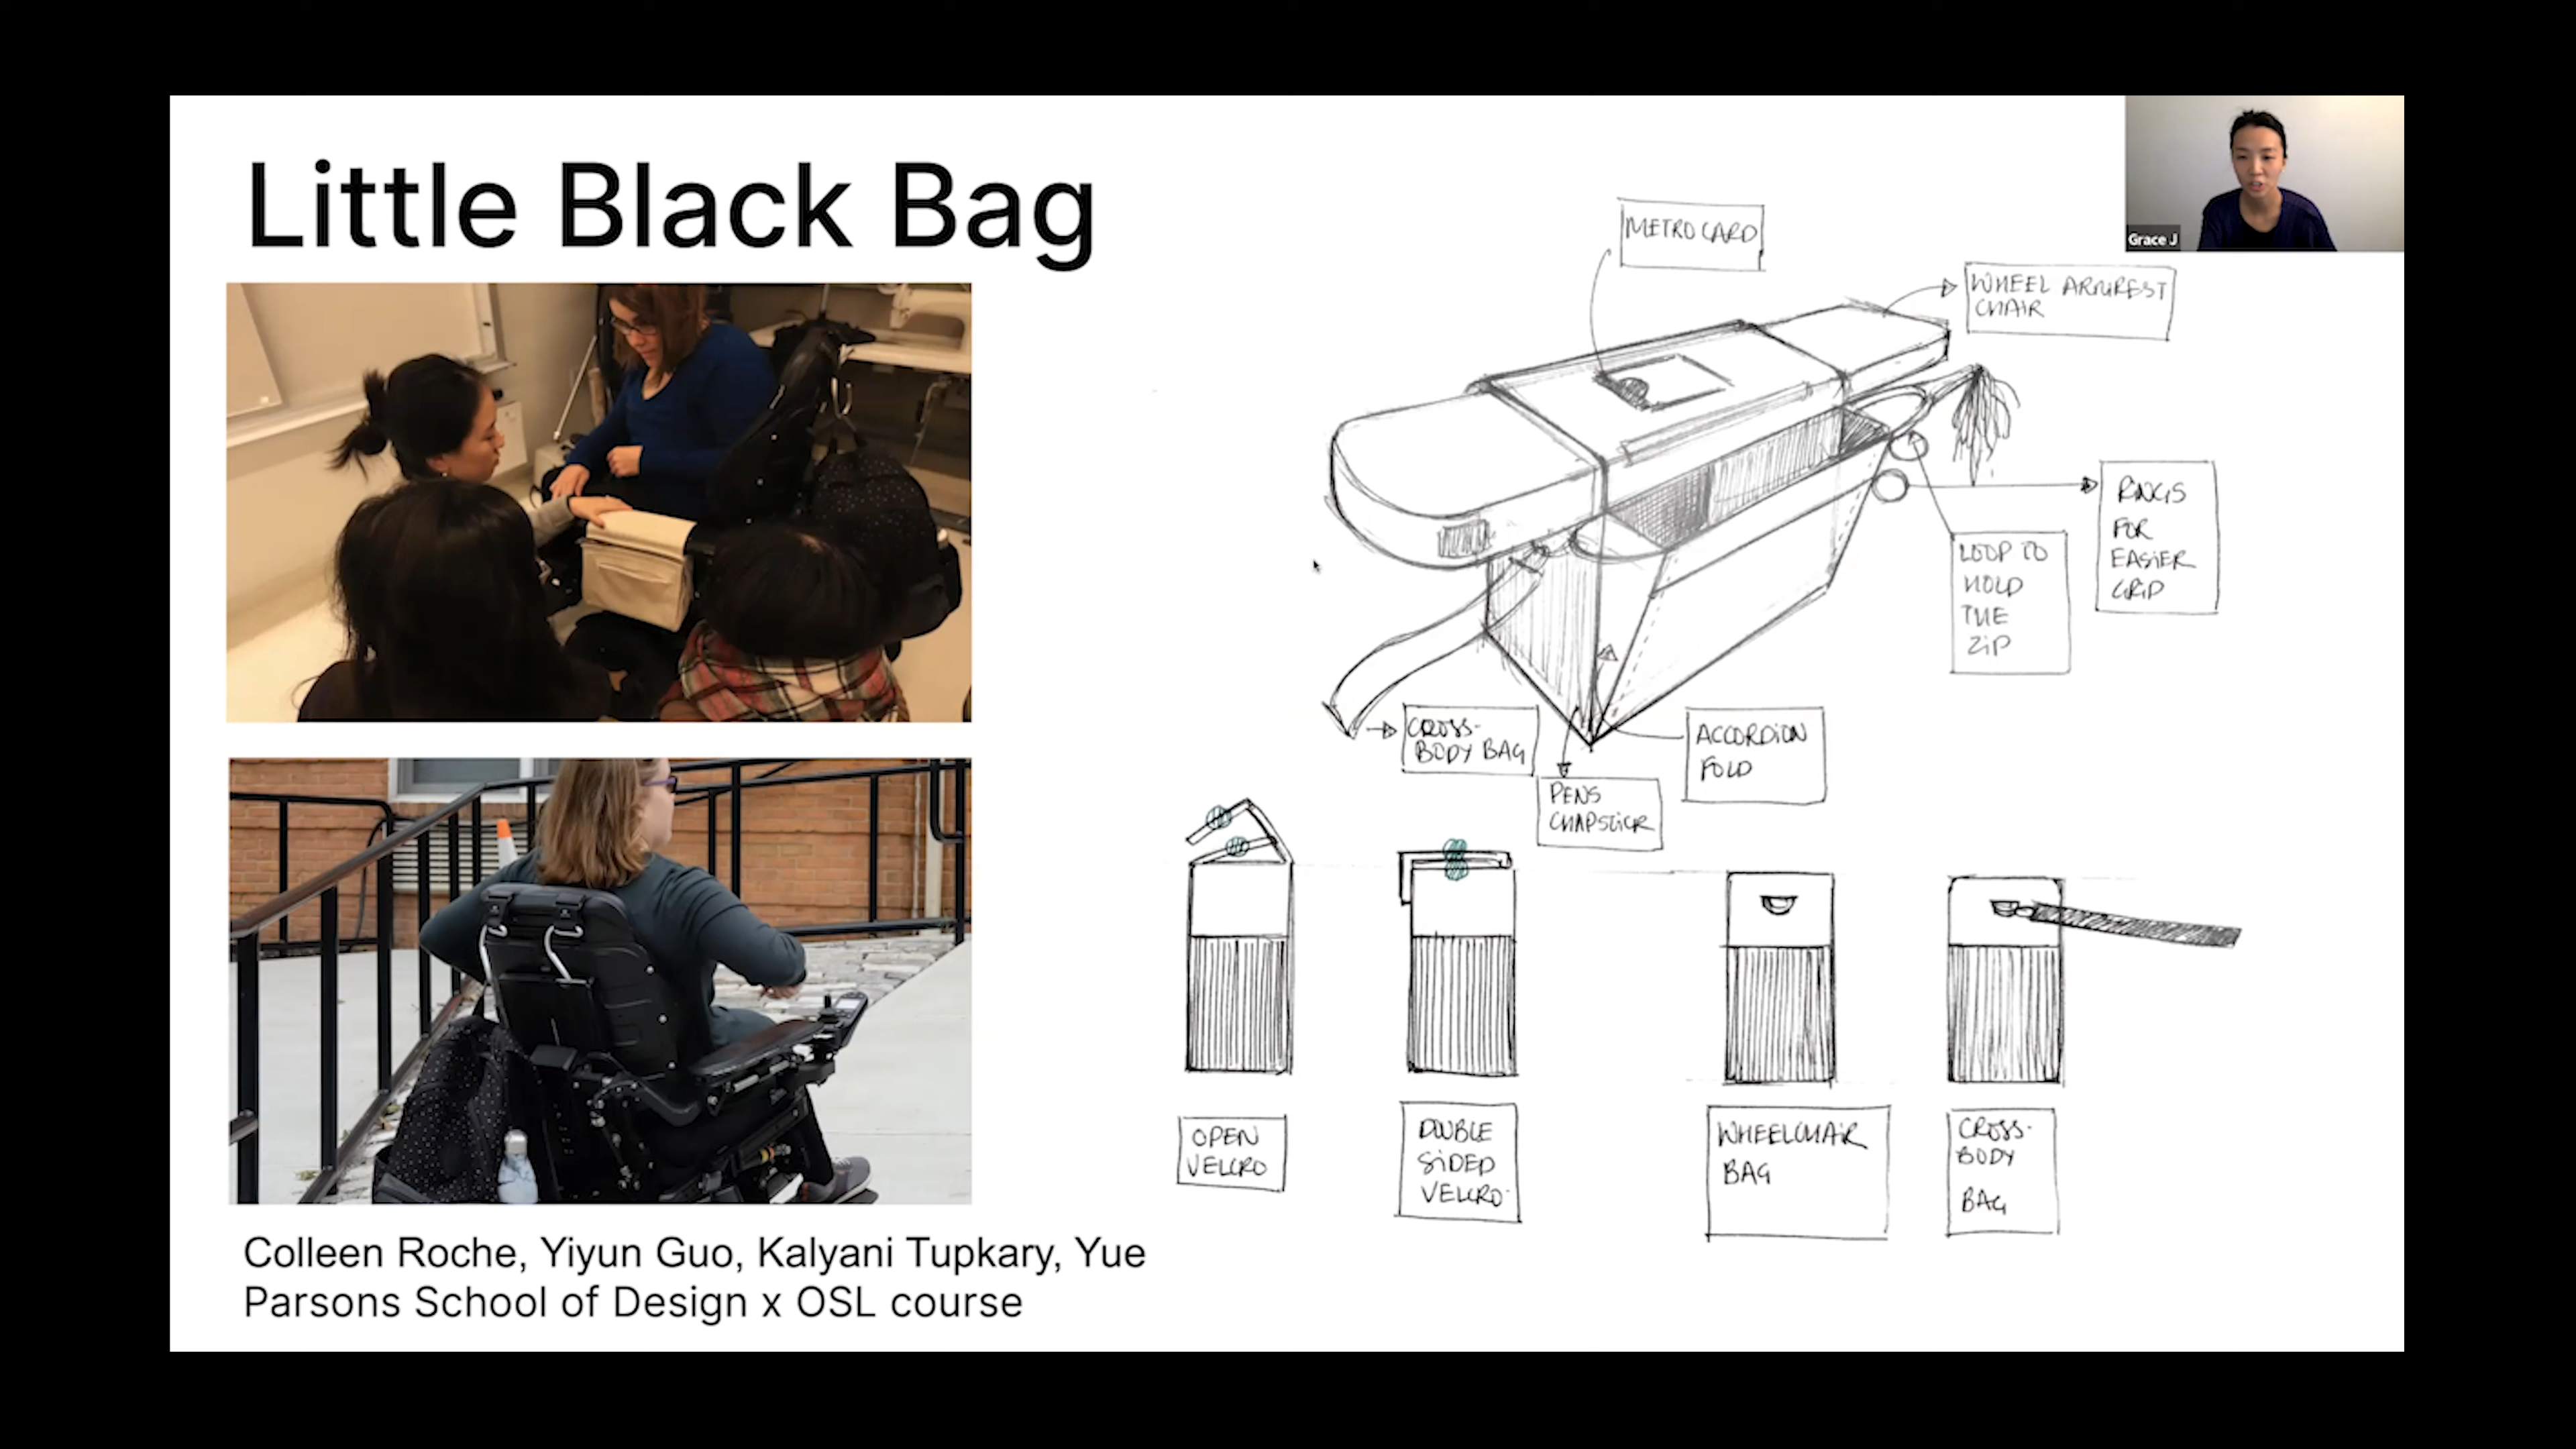 Little Black Bag
Grace J
METROCARD
WHEEL ARMREST
CHAIR
RINGS
FOR
EASIER
GRIP
LOOP TO
HOLD
THE
ZIP
CROSS-
BODY BAG
ACCORDION
FOLD
PENS
CHAPSTICK
OPEN
VELCRO
DOUBLE
SIDED
VELCRO
WHEELCHAIR
BAG
CROSS-
BODY
BAG
Colleen Roche, Yiyun Guo, Kalyani Tupkary, Yue
Parsons School of Design x OSL course